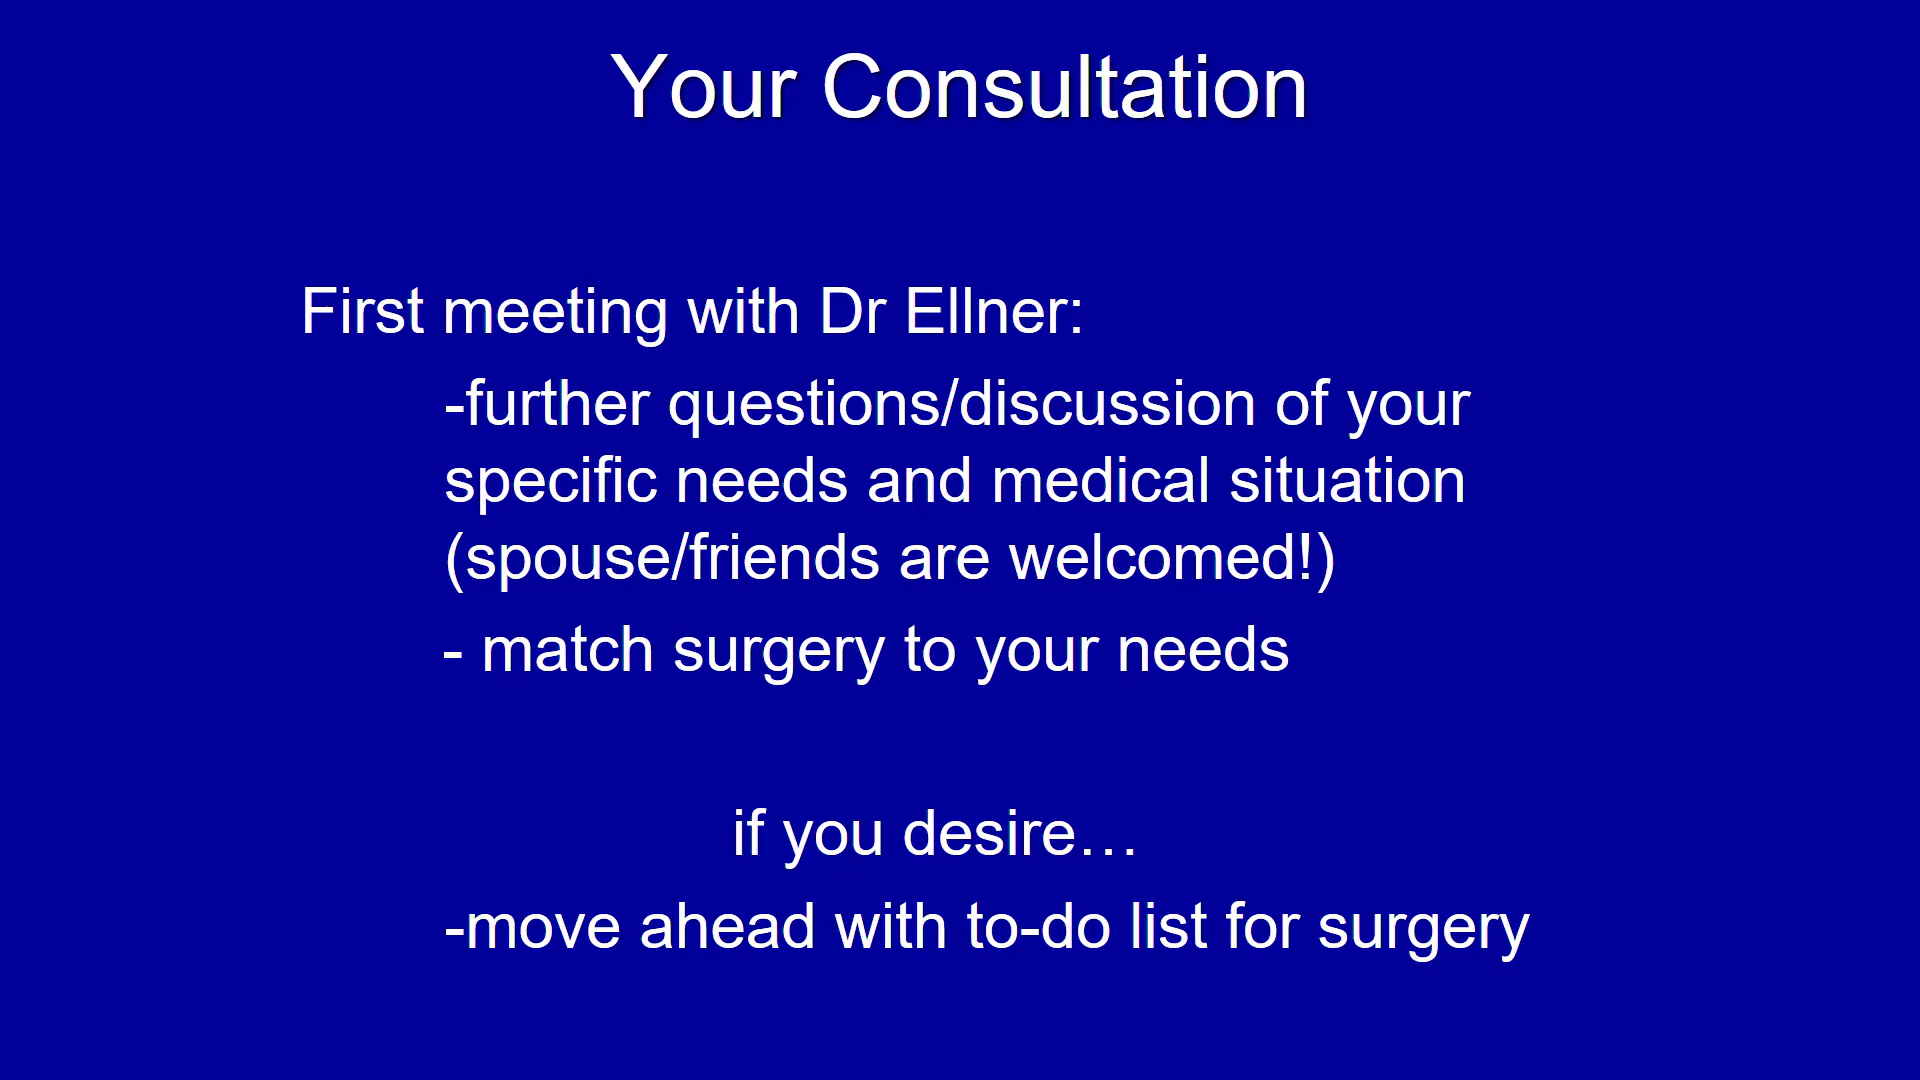 Your Consultation
First meeting with Dr Ellner:
-further questions/discussion of your
specific needs and medical situation
(spouse/friends are welcomed!)
- match surgery to your needs
if you desire…
-move ahead with to-do list for surgery